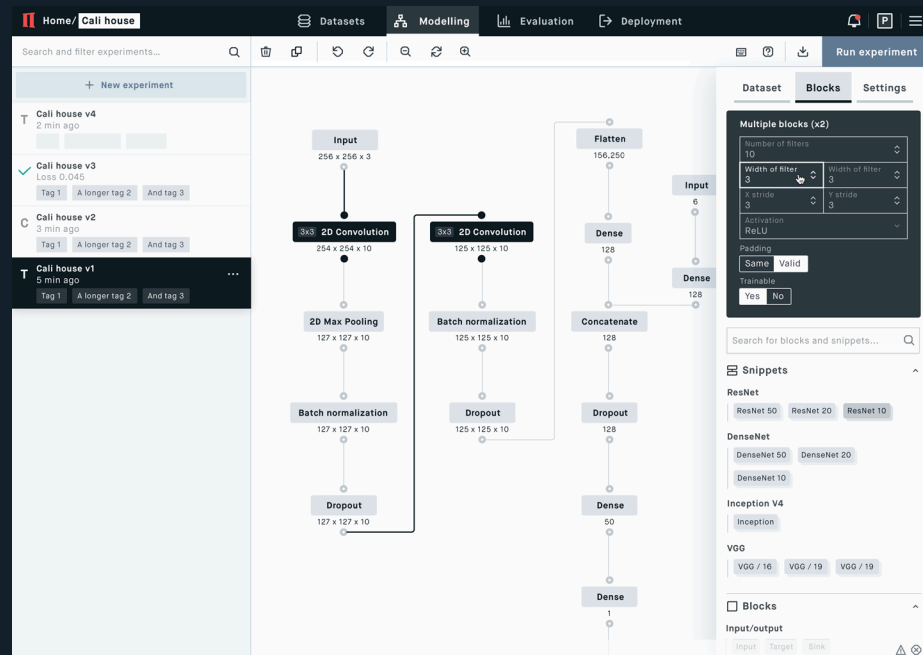 Home/ Cali house
Datasets
Modelling
Evaluation
Deployment
P
Search and filter experiments...
Run experiment
+ New experiment
T Cali house v4
2 min ago
Cali house v3
Loss 0.045
Tag 1 A longer tag 2 And tag 3
C Cali house v2
3 min ago
Tag 1 A longer tag 2 And tag 3
T Cali house v1
5 min ago
Tag 1 A longer tag 2 And tag 3
Input
256 x 256 x 3
3x3 2D Convolution
254 x 254 x 10
2D Max Pooling
127 x 127 x 10
Batch normalization
127 x 127 x 10
Dropout
127 x 127 x 10
3x3 2D Convolution
125 x 125 x 10
Batch normalization
125 x 125 x 10
Dropout
125 x 125 x 10
Flatten
156,250
Dense
128
Input
6
Dense
128
Concatenate
128
Dropout
128
Dense
50
Dense
1
Dataset Blocks Settings
Multiple blocks (x2)
Number of filters
10
Width of filter Width of filter
3 3
X stride Y stride
3 3
Activation
ReLU
Padding
Same Valid
Trainable
Yes No
Search for blocks and snippets...
Snippets
ResNet
ResNet 50 ResNet 20 ResNet 10
DenseNet
DenseNet 50 DenseNet 20
DenseNet 10
Inception V4
Inception
VGG
VGG / 16 VGG / 19 VGG / 19
Blocks
Input/output
Input Target Sink